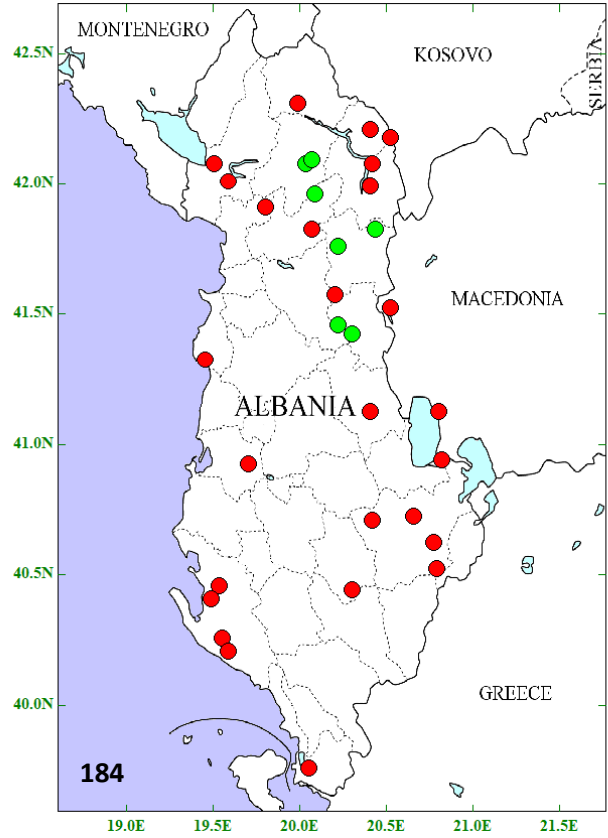 MONTENEGRO
KOSOVO
SERBIA
42.5N
42.0N
MACEDONIA
41.5N
ALBANIA
41.0N
40.5N
40.0N
GREECE
184
19.0E 19.5E 20.0E 20.5E 21.0E 21.5E